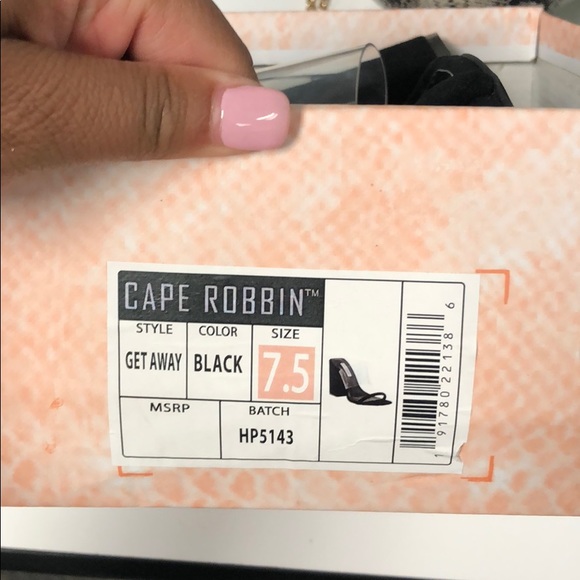 CAPE ROBBIN™
STYLE COLOR SIZE
GET AWAY BLACK 7.5
MSRP BATCH
HP5143
1 91780 22138 6